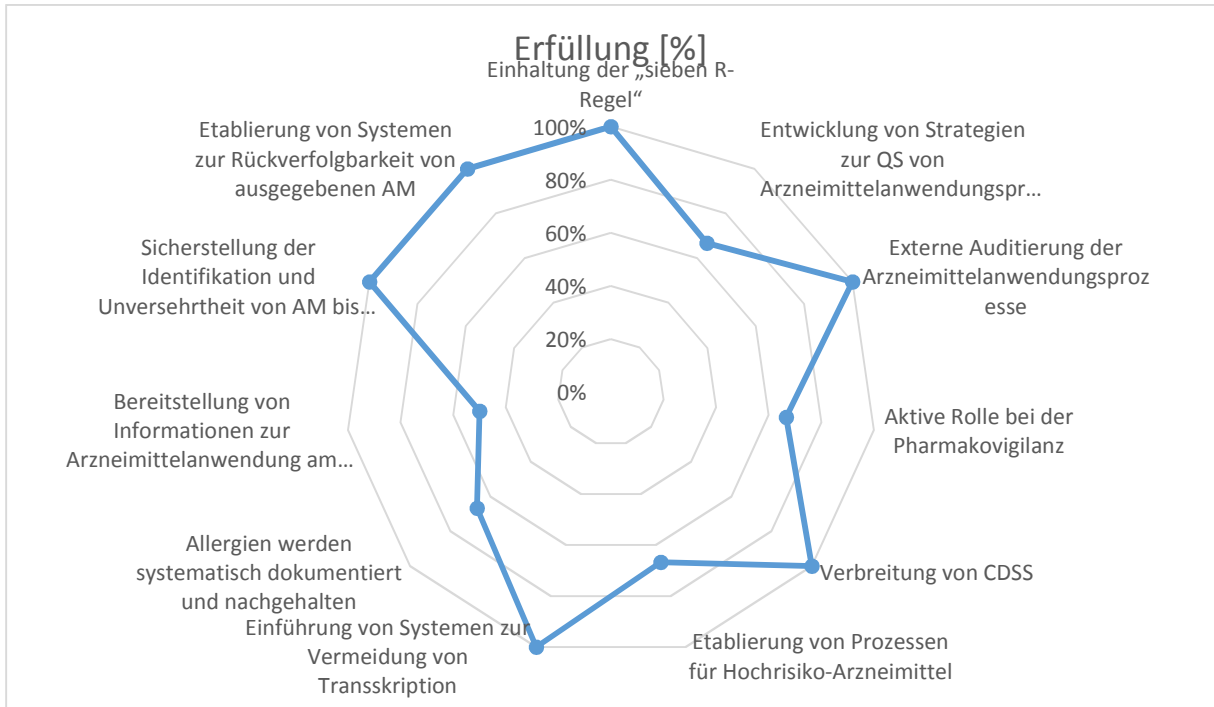 Erfüllung [%]
Einhaltung der „sieben R-
Regel“
Entwicklung von Strategien
zur QS von
Arzneimittelanwendungspr...
Externe Auditierung der
Arzneimittelanwendungsproz
esse
Aktive Rolle bei der
Pharmakovigilanz
Verbreitung von CDSS
Etablierung von Prozessen
für Hochrisiko-Arzneimittel
Einführung von Systemen zur
Vermeidung von
Transskription
Allergien werden
systematisch dokumentiert
und nachgehalten
Bereitstellung von
Informationen zur
Arzneimittelanwendung am...
Sicherstellung der
Identifikation und
Unversehrtheit von AM bis...
Etablierung von Systemen
zur Rückverfolgbarkeit von
ausgegebenen AM
100%
80%
60%
40%
20%
0%